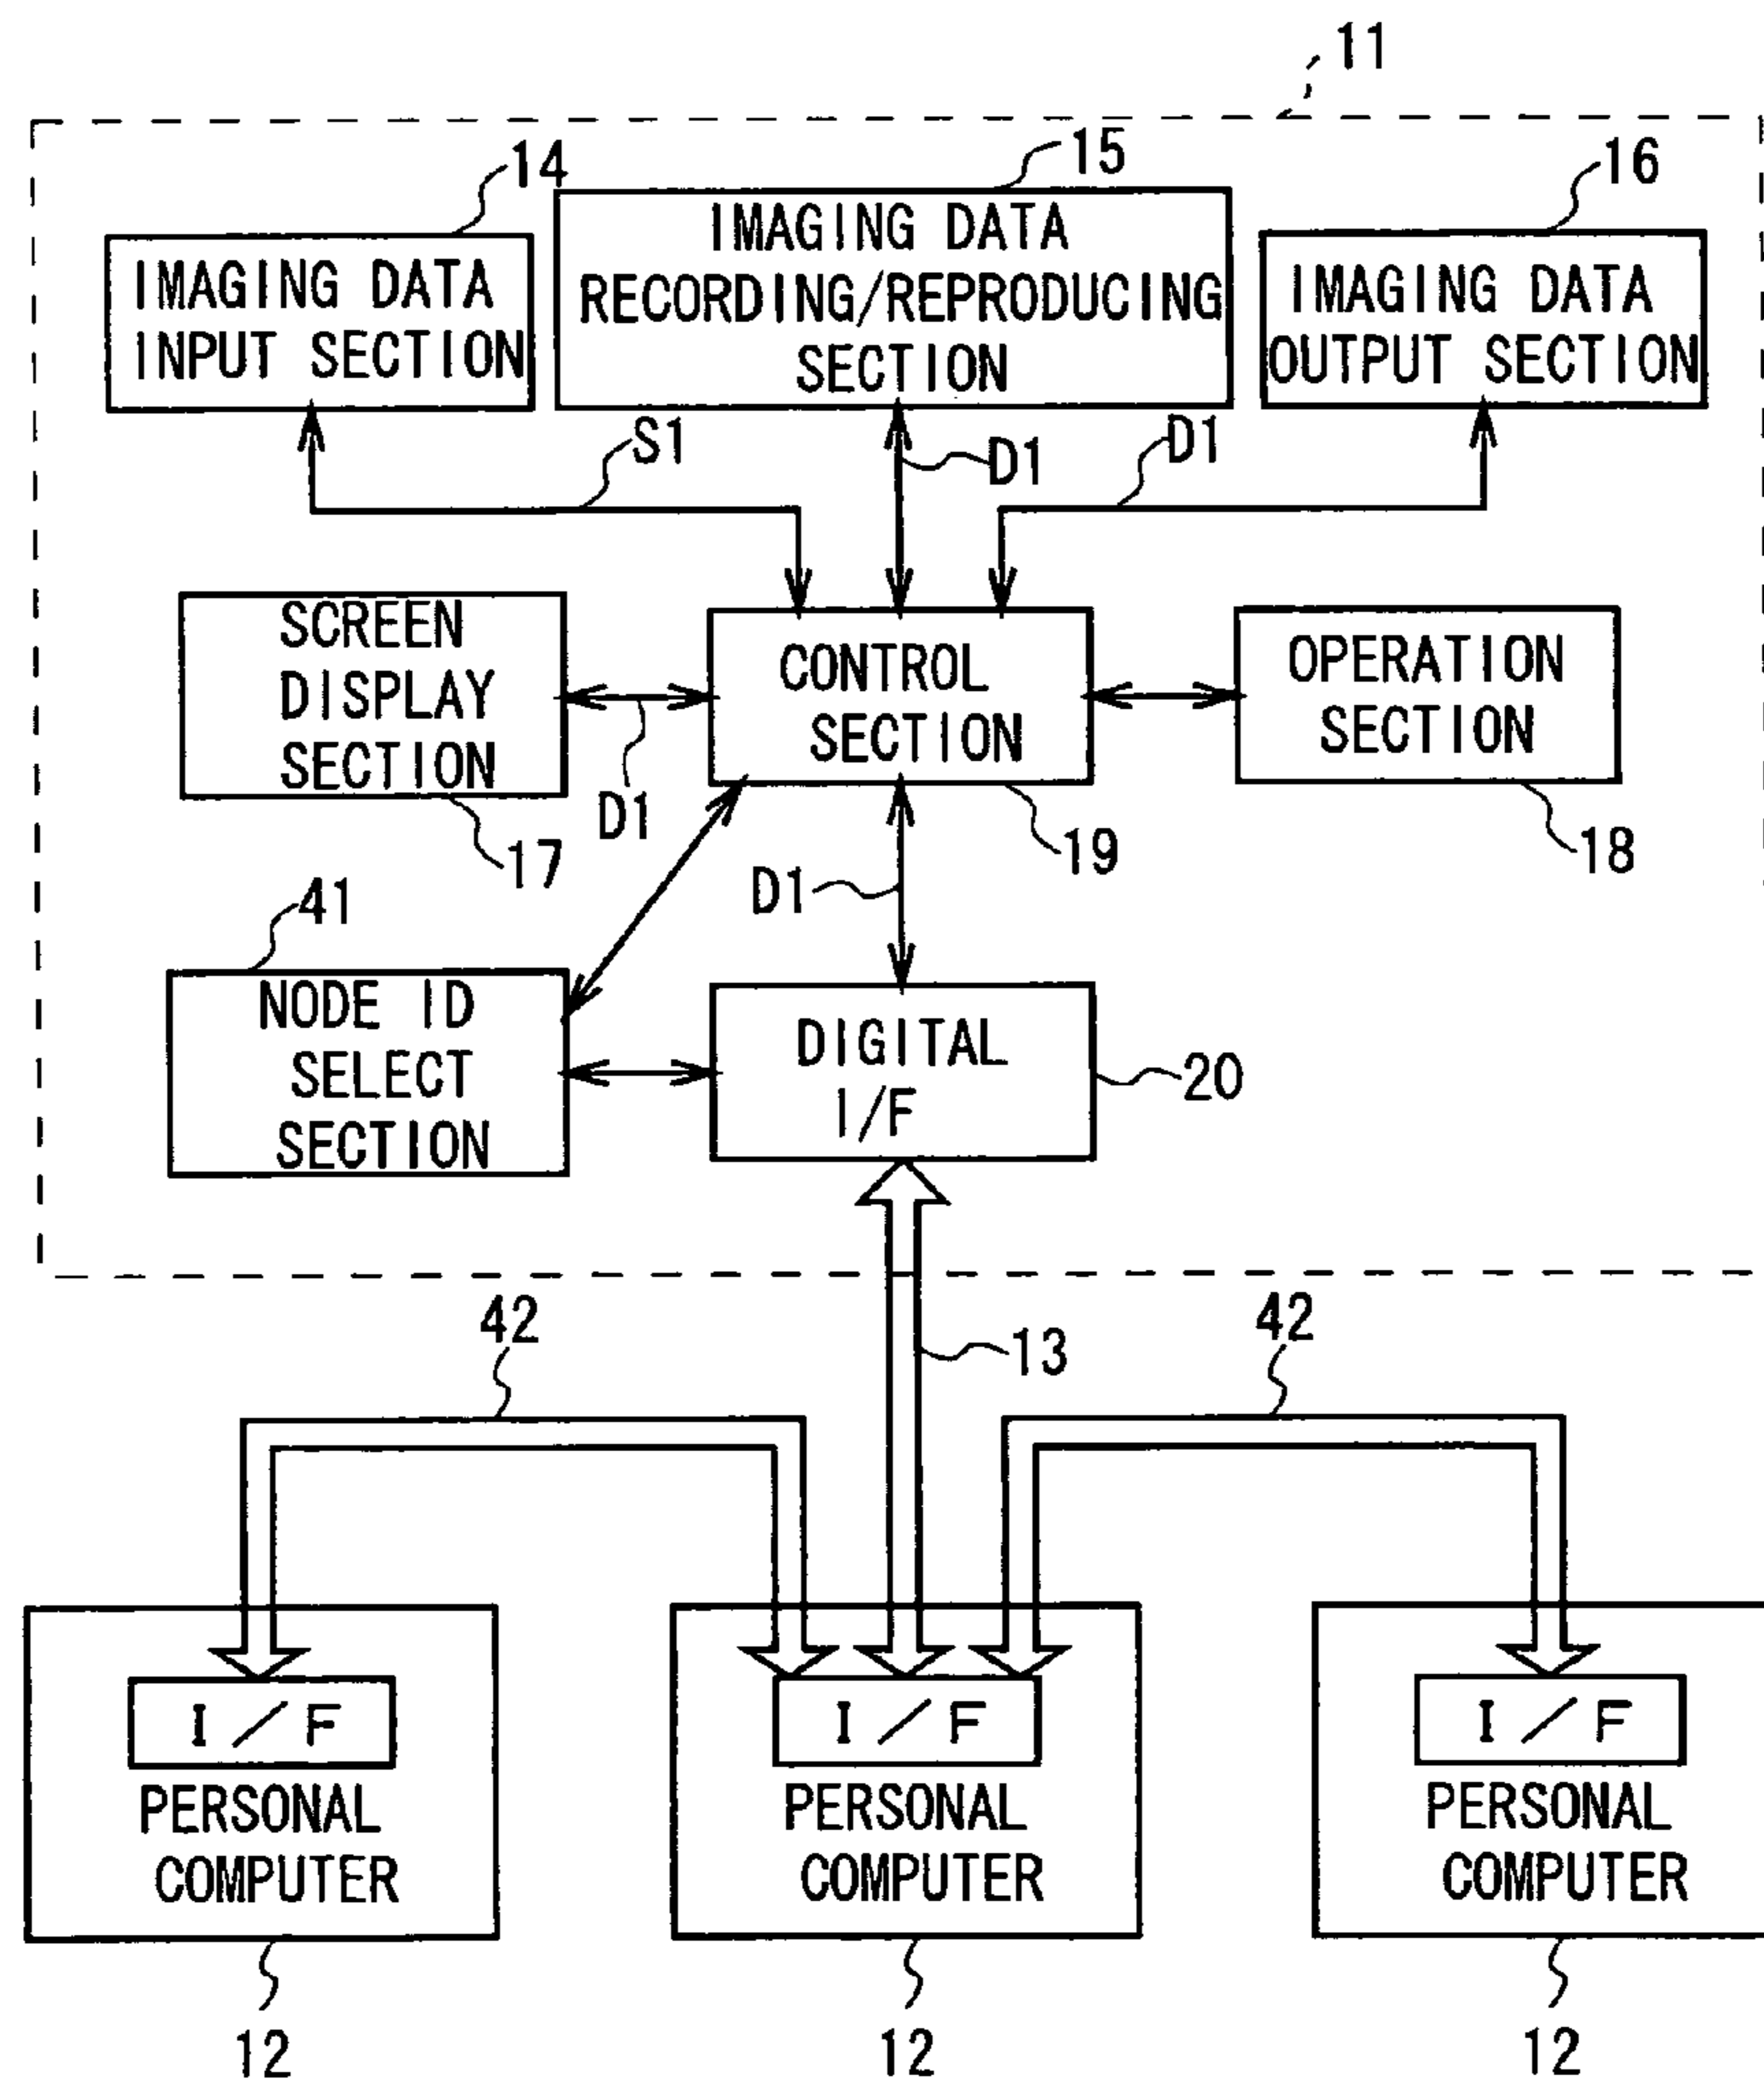 11
14
15
16
IMAGING DATA
INPUT SECTION
IMAGING DATA
RECORDING/REPRODUCING
SECTION
IMAGING DATA
OUTPUT SECTION
S1
D1
D1
SCREEN
DISPLAY
SECTION
CONTROL
SECTION
OPERATION
SECTION
D1
17
19
18
41
D1
NODE ID
SELECT
SECTION
DIGITAL
I/F
20
42
13
42
I/F
PERSONAL
COMPUTER
I/F
PERSONAL
COMPUTER
I/F
PERSONAL
COMPUTER
12
12
12